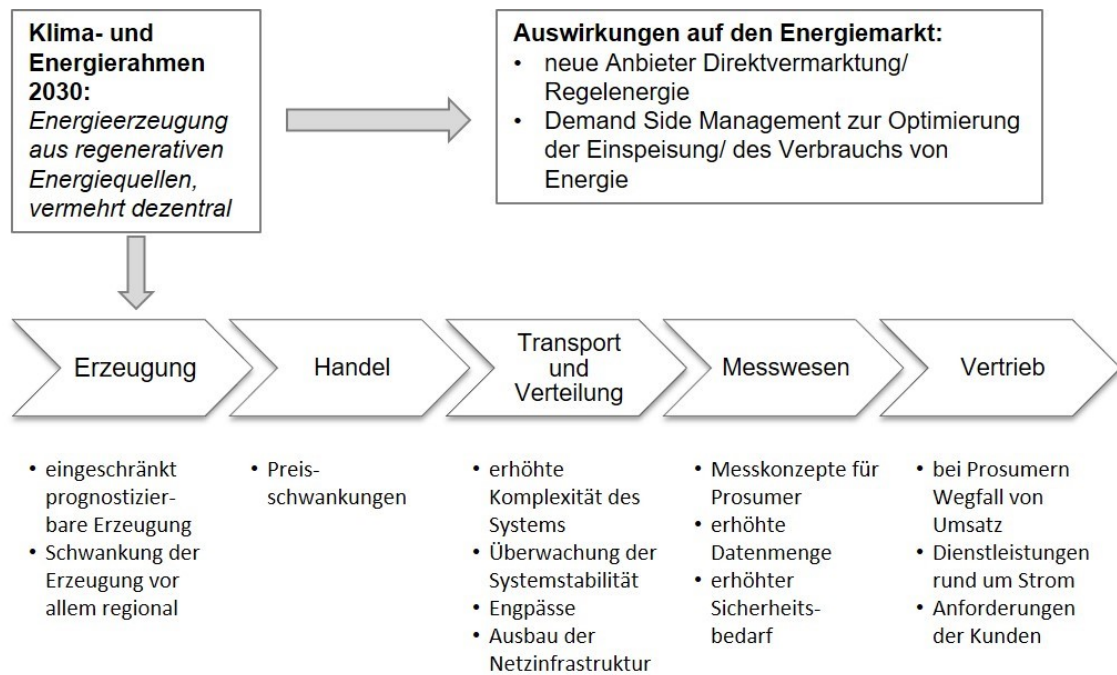 Klima- und
Energierahmen
2030:
Energieerzeugung
aus regenerativen
Energiequellen,
vermehrt dezentral
Auswirkungen auf den Energiemarkt:
• neue Anbieter Direktvermarktung/
Regelenergie
• Demand Side Management zur Optimierung
der Einspeisung/ des Verbrauchs von
Energie
Erzeugung
Handel
Transport
und
Verteilung
Messwesen
Vertrieb
• eingeschränkt
prognostizier-
bare Erzeugung
• Schwankung der
Erzeugung vor
allem regional
• Preis-
schwankungen
• erhöhte
Komplexität des
Systems
• Überwachung der
Systemstabilität
• Engpässe
• Ausbau der
Netzinfrastruktur
• Messkonzepte für
Prosumer
• erhöhte
Datenmenge
• erhöhter
Sicherheits-
bedarf
• bei Prosumern
Wegfall von
Umsatz
• Dienstleistungen
rund um Strom
• Anforderungen
der Kunden